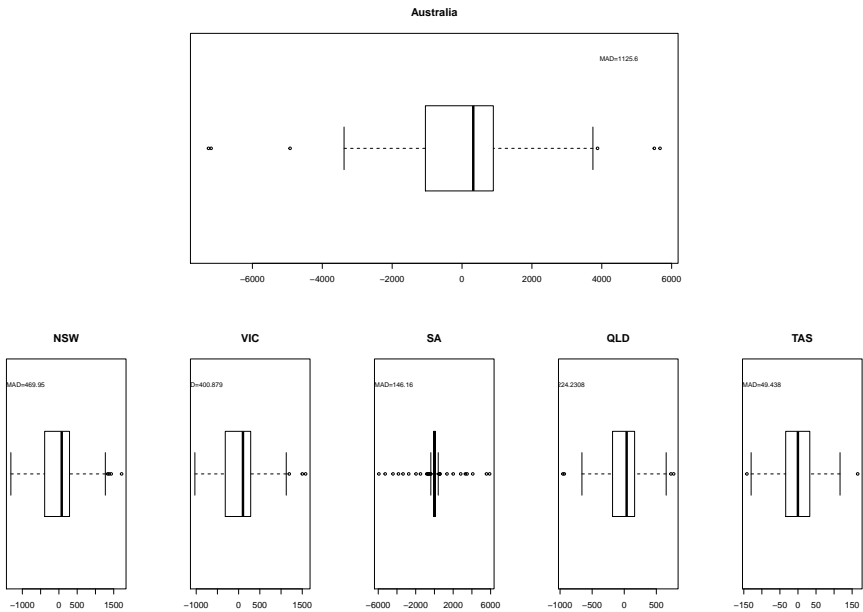 Australia
MAD=1125.6
−6000 −4000 −2000 0 2000 4000 6000
NSW VIC SA QLD TAS
MAD=469.95 D=400.879 MAD=146.16 224.2308 MAD=49.438
−1000 0 500 1500 −1000 0 500 1500 −6000 −2000 2000 6000 −1000 0 500 −150 −50 0 50 150